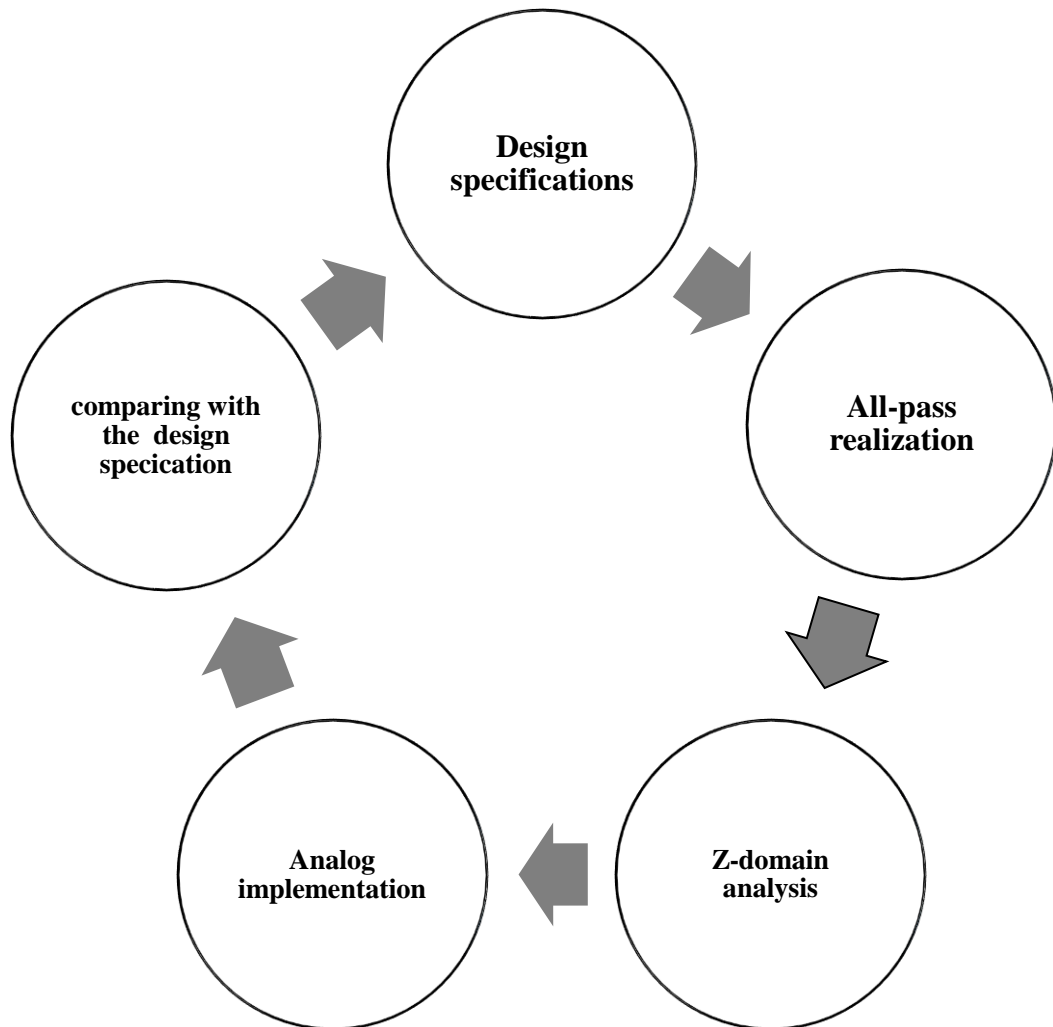 Design
specifications
All-pass
realization
Z-domain
analysis
Analog
implementation
comparing with
the  design
specication